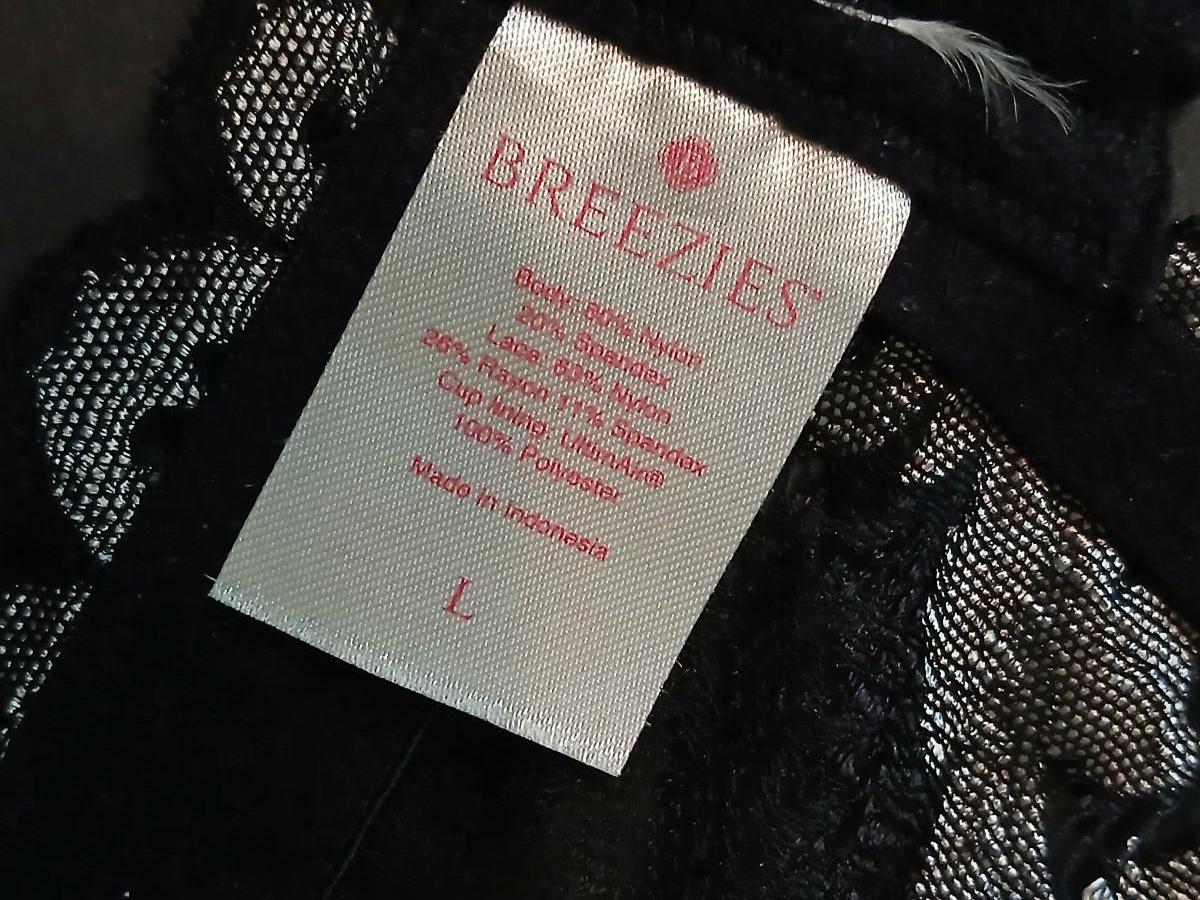 BREEZIES®
Body: 80% Nylon
20% Spandex
Lace: 63% Nylon
26% Rayon 11% Spandex
Cup lining: UltimAir®
100% Polyester
Made in Indonesia
L